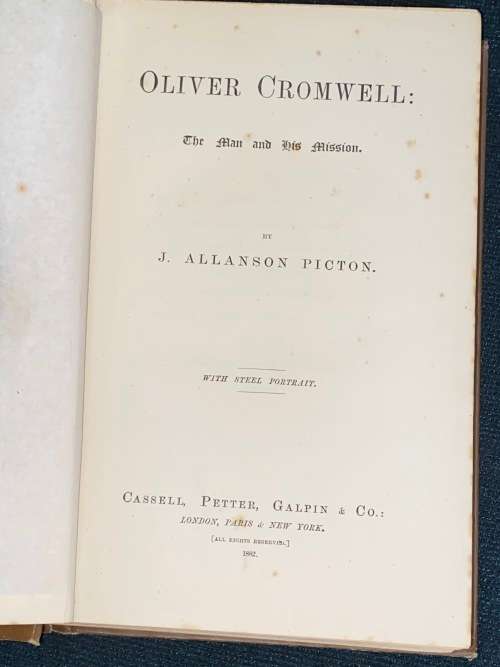 OLIVER CROMWELL:
The Man and His Mission.
BY
J. ALLANSON PICTON.
WITH STEEL PORTRAIT.
CASSELL, PETTER, GALPIN & CO.:
LONDON, PARIS & NEW YORK.
[ALL RIGHTS RESERVED.]
1882.